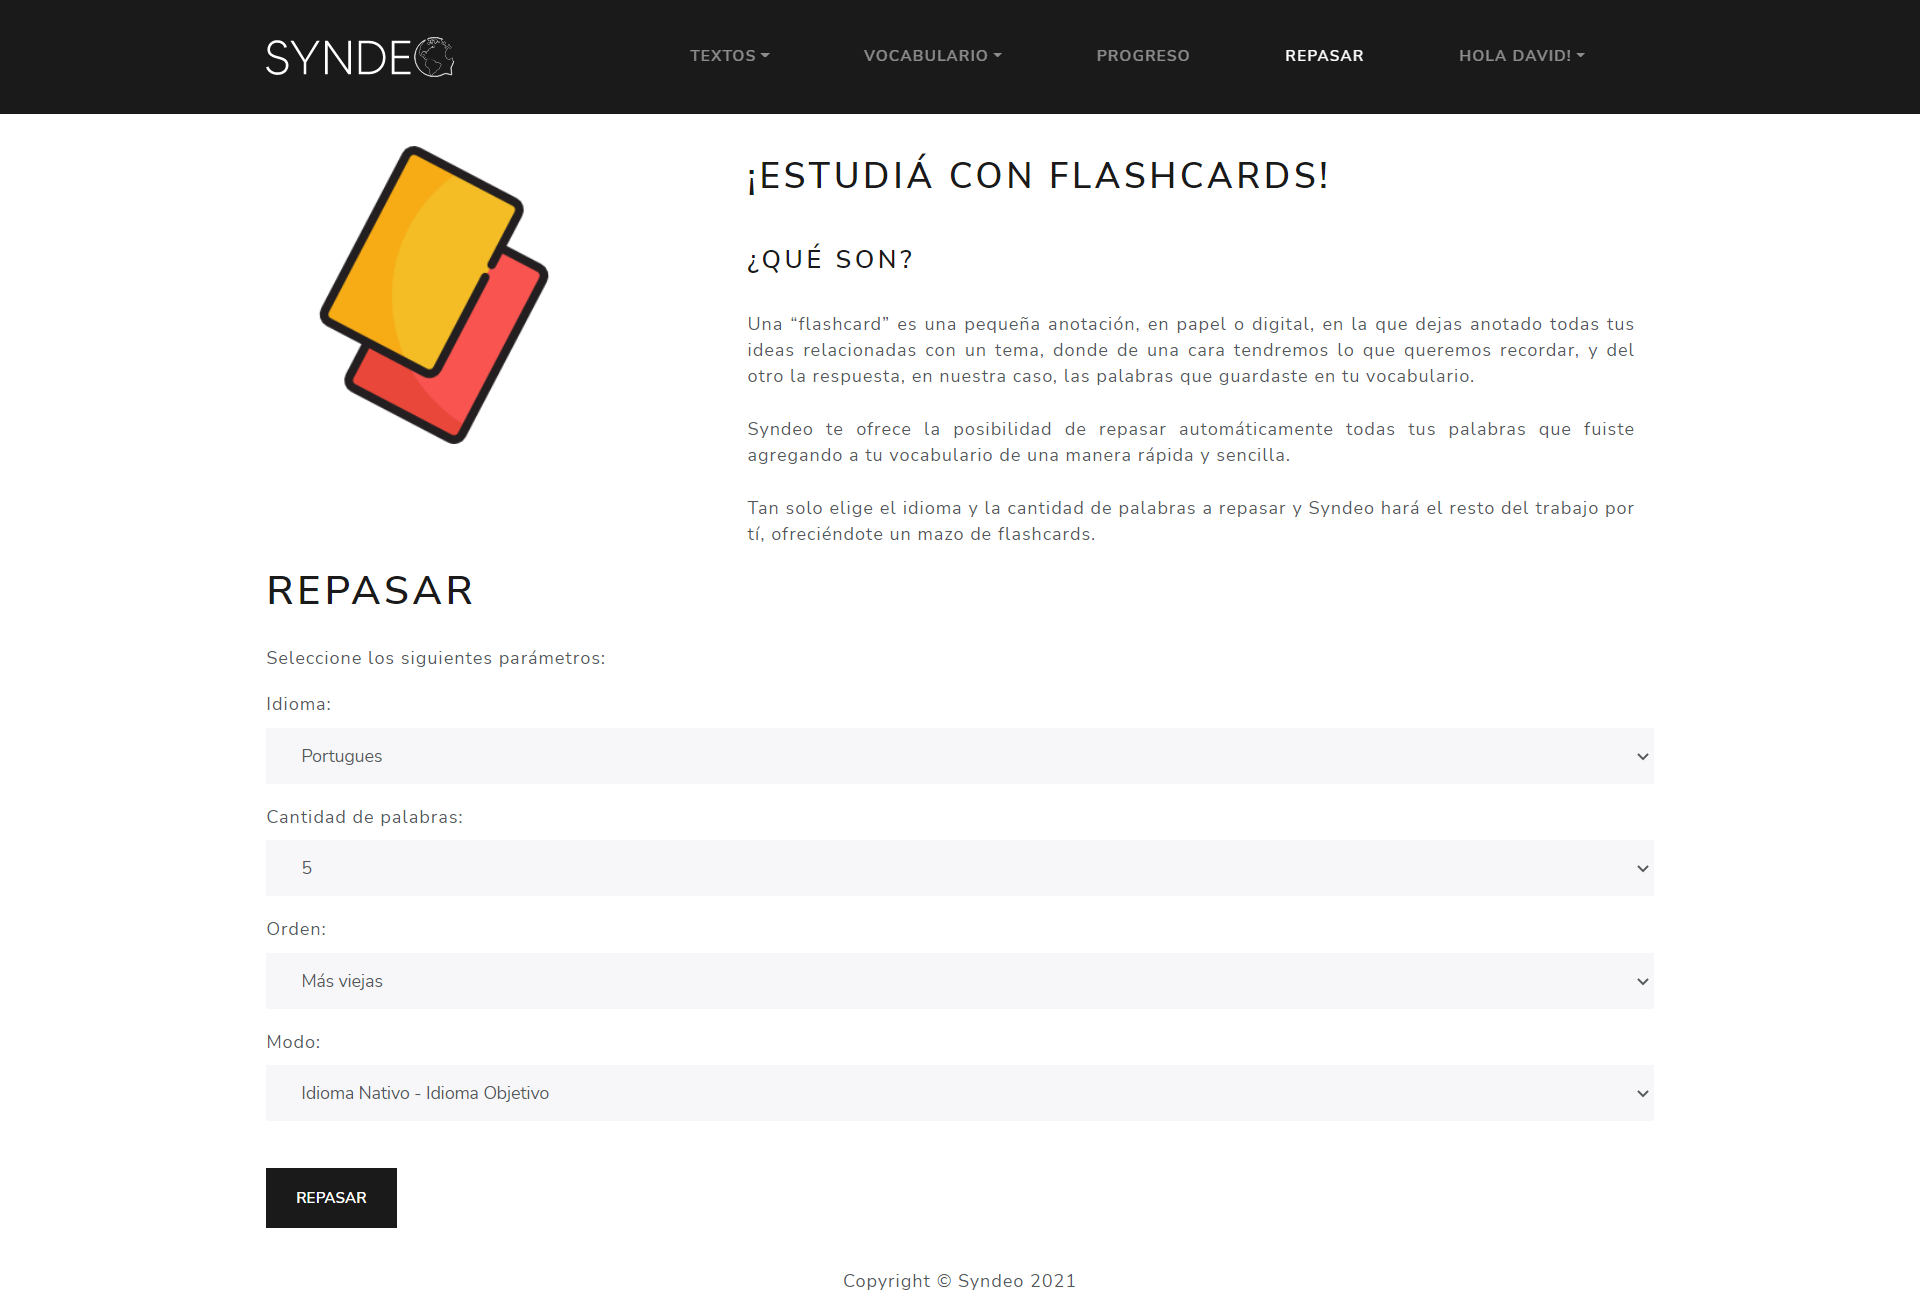 SYNDEO
TEXTOS
VOCABULARIO
PROGRESO
REPASAR
HOLA DAVID!
¡ESTUDIÁ CON FLASHCARDS!
¿QUÉ SON?
Una “flashcard” es una pequeña anotación, en papel o digital, en la que dejas anotado todas tus
ideas relacionadas con un tema, donde de una cara tendremos lo que queremos recordar, y del
otro la respuesta, en nuestra caso, las palabras que guardaste en tu vocabulario.
Syndeo te ofrece la posibilidad de repasar automáticamente todas tus palabras que fuiste
agregando a tu vocabulario de una manera rápida y sencilla.
Tan solo elige el idioma y la cantidad de palabras a repasar y Syndeo hará el resto del trabajo por
tí, ofreciéndote un mazo de flashcards.
REPASAR
Seleccione los siguientes parámetros:
Idioma:
Portugues
Cantidad de palabras:
5
Orden:
Más viejas
Modo:
Idioma Nativo - Idioma Objetivo
REPASAR
Copyright © Syndeo 2021